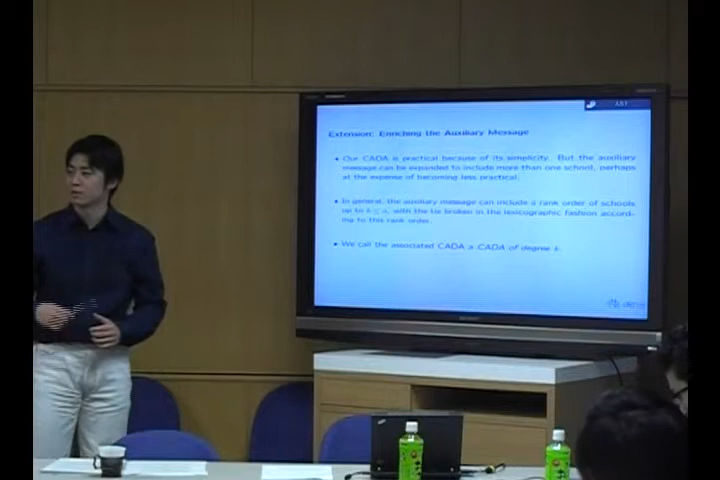 Extension: Enriching the Auxiliary Message
• Our CADA is practical because of its simplicity. But the auxiliary
message can be expanded to include more than one school, perhaps
at the expense of becoming less practical.
• In general, the auxiliary message can include a rank order of schools
up to k ≤ n, with the tie broken in the lexicographic fashion accord-
ing to this rank order.
• We call the associated CADA a CADA of degree k.